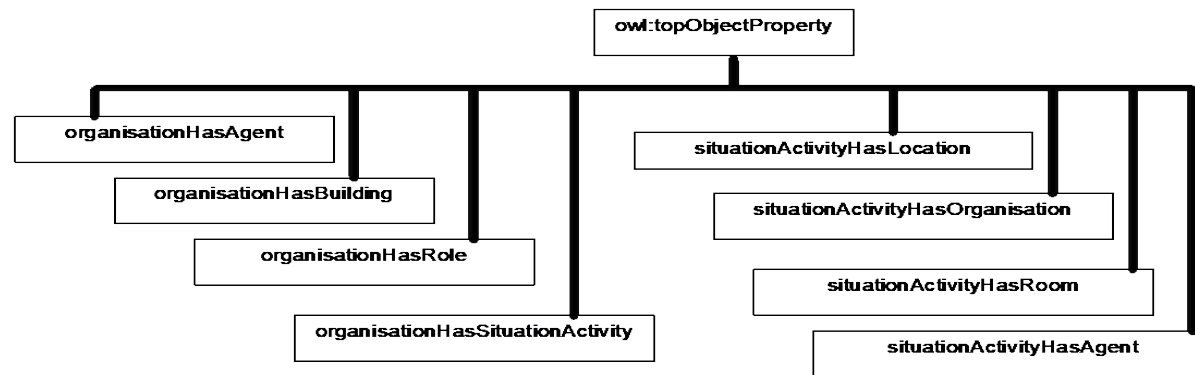 owl:topObjectProperty
organisationHasAgent
organisationHasBuilding
organisationHasRole
organisationHasSituationActivity
situationActivityHasLocation
situationActivityHasOrganisation
situationActivityHasRoom
situationActivityHasAgent